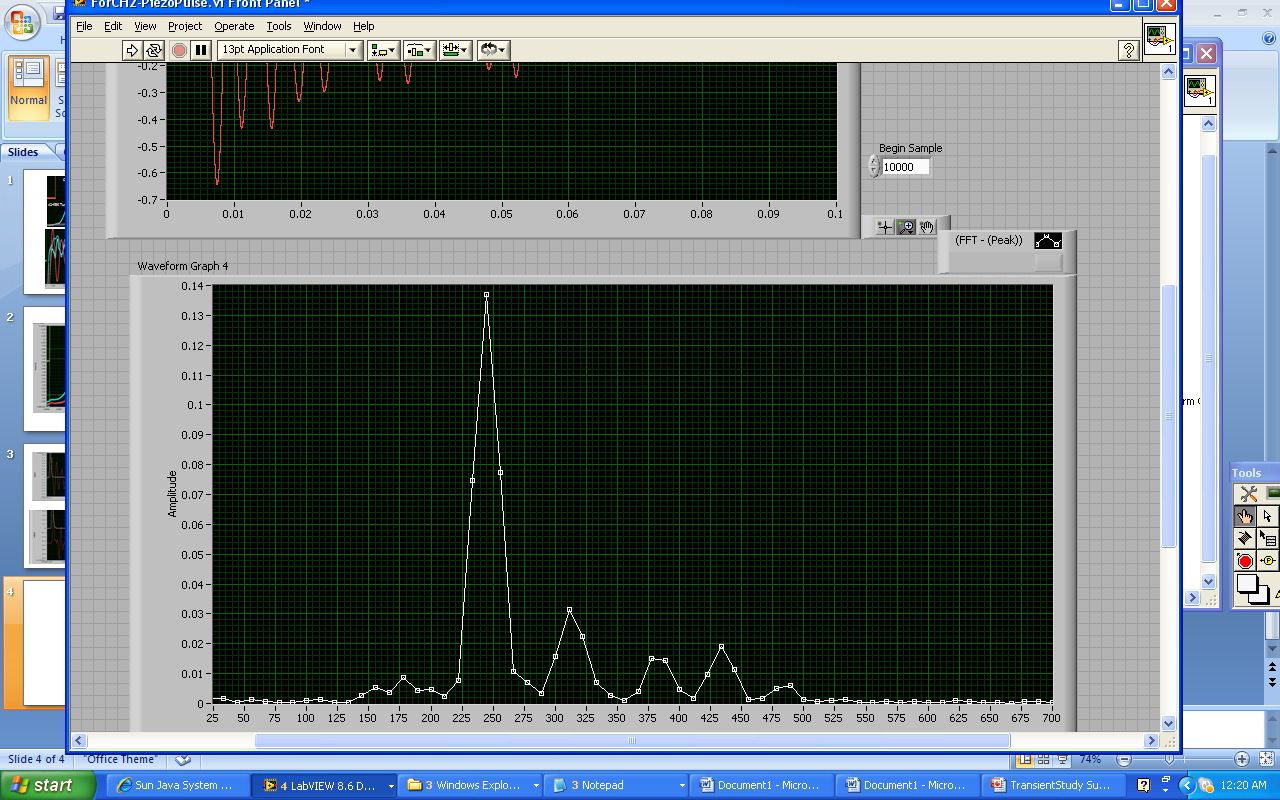 ForCH2-PiezoPulse.vi Front Panel *
File Edit View Project Operate Tools Window Help
13pt Application Font
?
1
1
Normal
Slides
1
2
3
4
-0.2
-0.3
-0.4
-0.5
-0.6
-0.7
0 0.01 0.02 0.03 0.04 0.05 0.06 0.07 0.08 0.09 0.1
Begin Sample
10000
(FFT - (Peak))
Waveform Graph 4
Amplitude
0.14
0.13
0.12
0.11
0.1
0.09
0.08
0.07
0.06
0.05
0.04
0.03
0.02
0.01
0
25 50 75 100 125 150 175 200 225 250 275 300 325 350 375 400 425 450 475 500 525 550 575 600 625 650 675 700
Tools
Slide 4 of 4 "Office Theme" 74%
start Sun Java System ... 4 LabVIEW 8.6 D... 3 Windows Explo... 3 Notepad Document1 - Micro... Document1 - Micro... TransientStudy Su... 12:20 AM